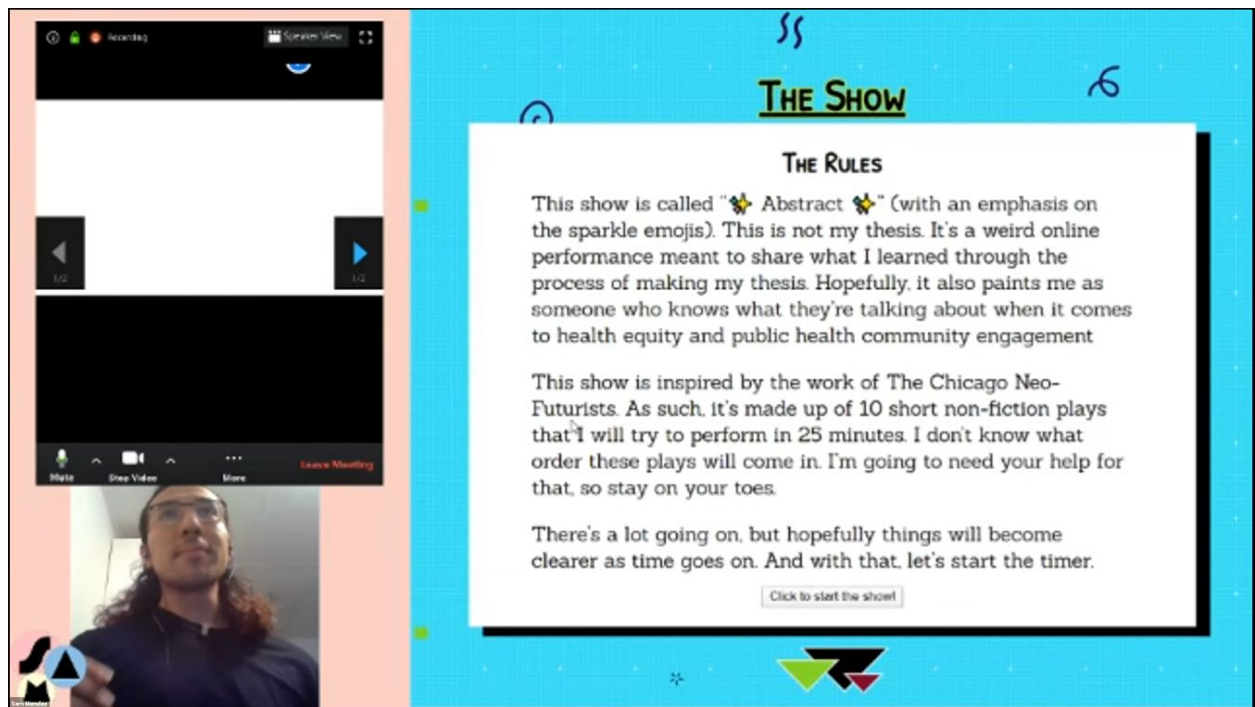 Recording
Speaker View
1/2
1/2
Mute
Stop Video
More
Leave Meeting
S
M
Sam Mendez
THE SHOW
THE RULES
This show is called "✨ Abstract ✨" (with an emphasis on
the sparkle emojis). This is not my thesis. It's a weird online
performance meant to share what I learned through the
process of making my thesis. Hopefully, it also paints me as
someone who knows what they're talking about when it comes
to health equity and public health community engagement
This show is inspired by the work of The Chicago Neo-
Futurists. As such, it's made up of 10 short non-fiction plays
that I will try to perform in 25 minutes. I don't know what
order these plays will come in. I'm going to need your help for
that, so stay on your toes.
There's a lot going on, but hopefully things will become
clearer as time goes on. And with that, let's start the timer.
Click to start the show!